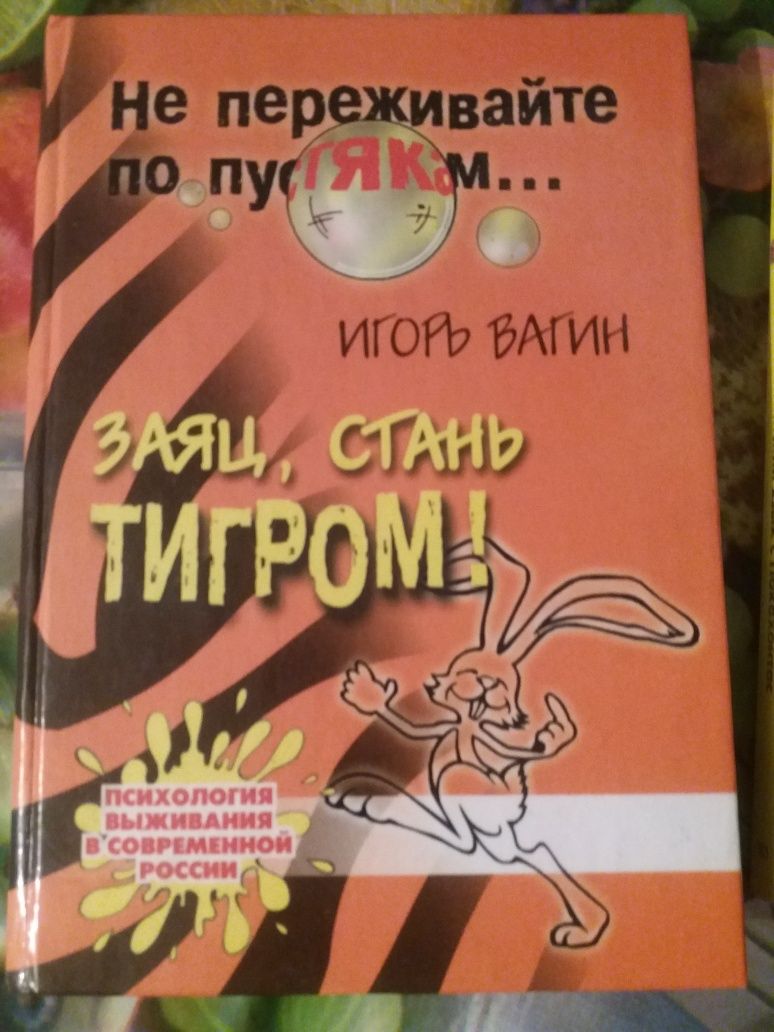 Не переживайте
по пустякам...
ИГОРЬ ВАГИН
ЗАЯЦ, СТАНЬ
ТИГРОМ!
ПСИХОЛОГИЯ
ВЫЖИВАНИЯ
В СОВРЕМЕННОЙ
РОССИИ